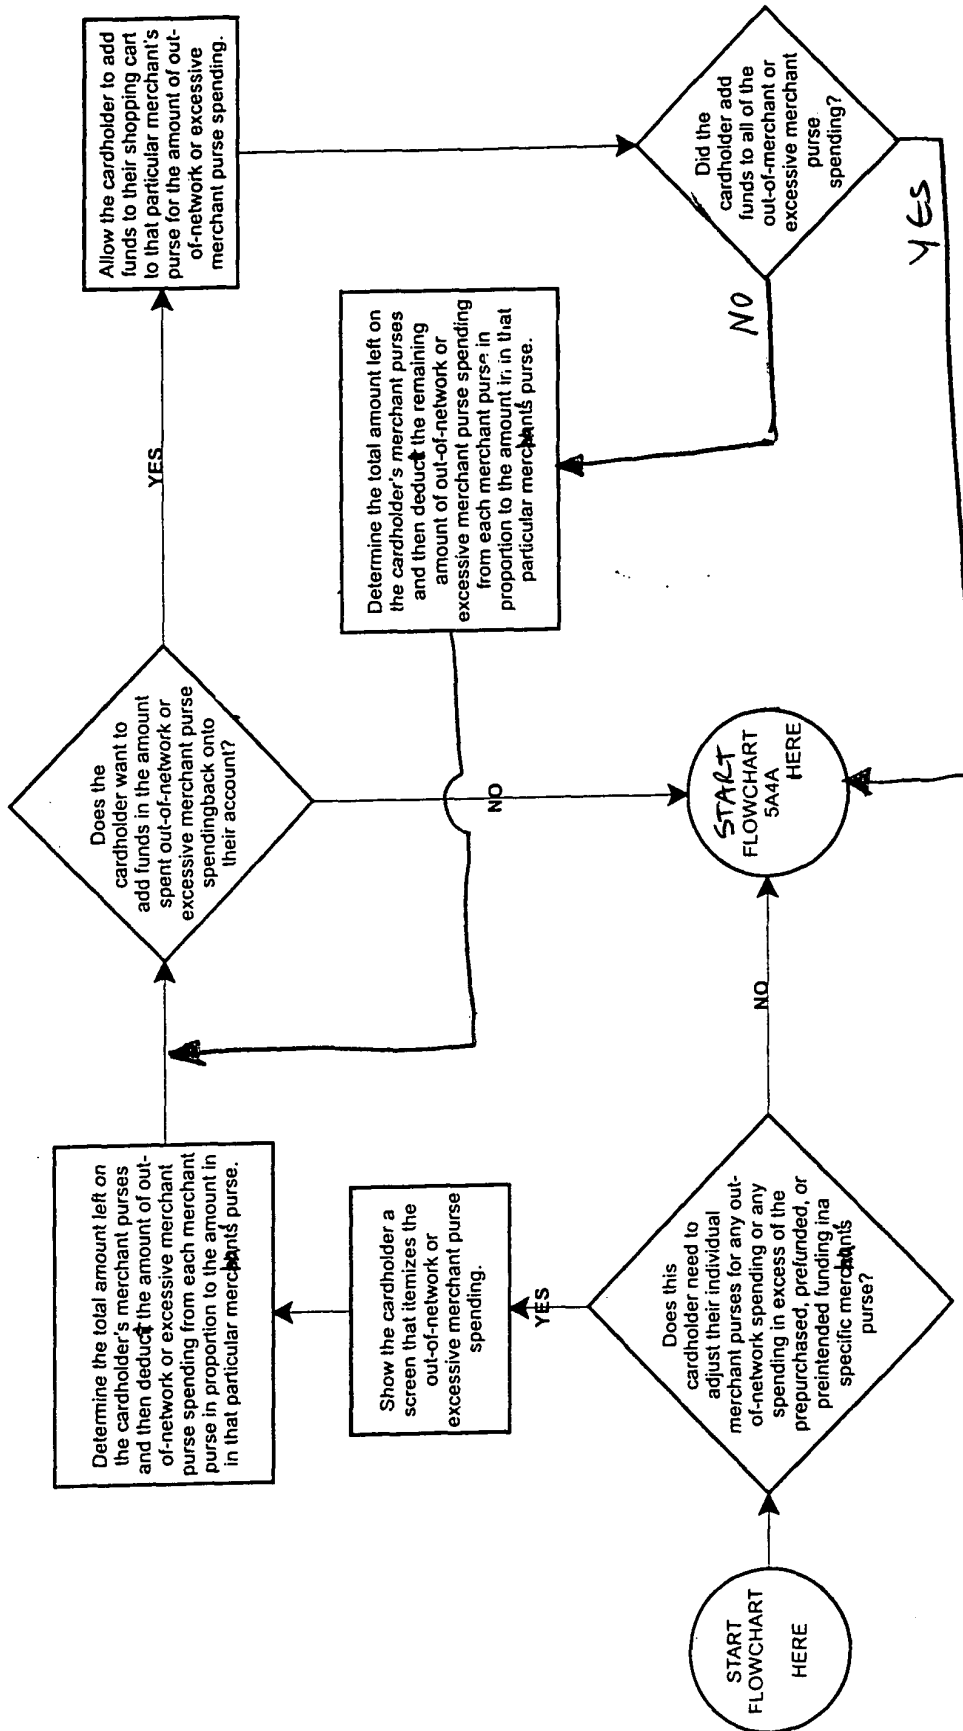 START
FLOWCHART
HERE
Does this
cardholder need to
adjust their individual
merchant purses for any out-
of-network spending or any
spending in excess of the
prepurchased, prefunded, or
preintended funding ina
specific merchant's
purse?
YES
NO
Show the cardholder a
screen that itemizes the
out-of-network or
excessive merchant purse
spending.
Determine the total amount left on
the cardholder's merchant purses
and then deduct the amount of out-
of-network or excessive merchant
purse spending from each merchant
purse in proportion to the amount in
in that particular merchant's purse.
Does the
cardholder want to
add funds in the amount
spent out-of-network or
excessive merchant purse
spendingback onto
their account?
YES
NO
START
FLOWCHART
5A4A
HERE
Allow the cardholder to add
funds to their shopping cart
to that particular merchant's
purse for the amount of out-
of-network or excessive
merchant purse spending.
Did the
cardholder add
funds to all of the
out-of-merchant or
excessive merchant
purse
spending?
NO
YES
Determine the total amount left on
the cardholder's merchant purses
and then deduct the remaining
amount of out-of-network or
excessive merchant purse spending
from each merchant purse in
proportion to the amount in in that
particular merchant's purse.